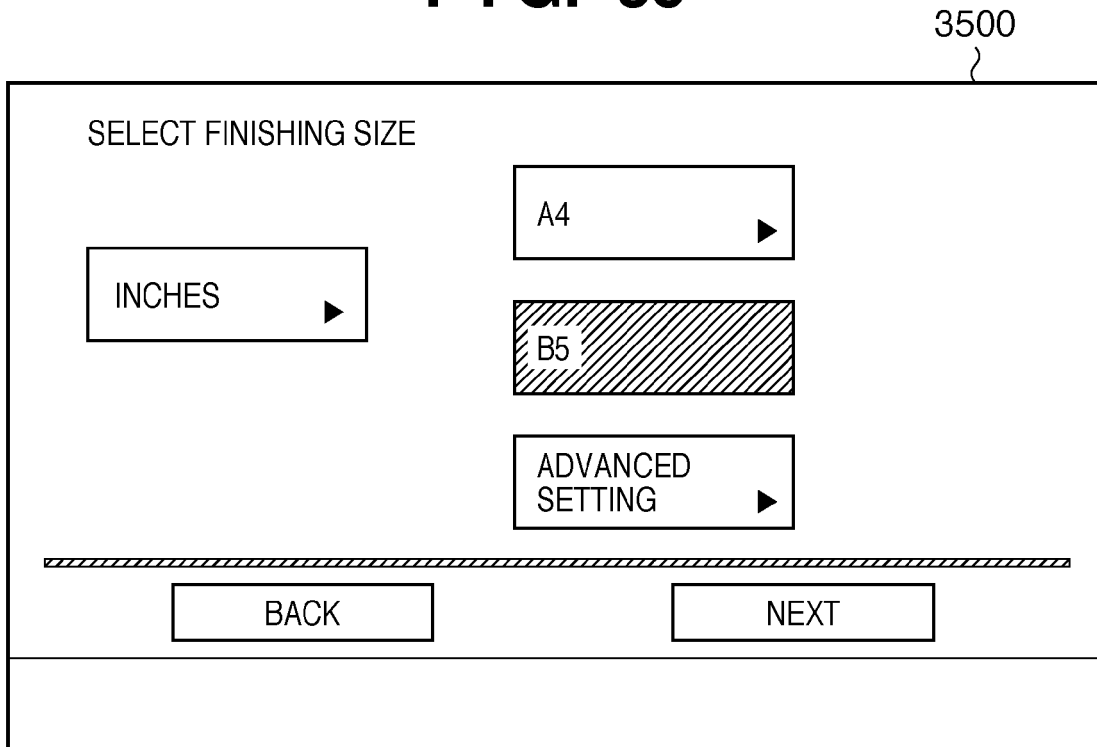 3500
SELECT FINISHING SIZE
A4
INCHES
B5
ADVANCED
SETTING
BACK
NEXT